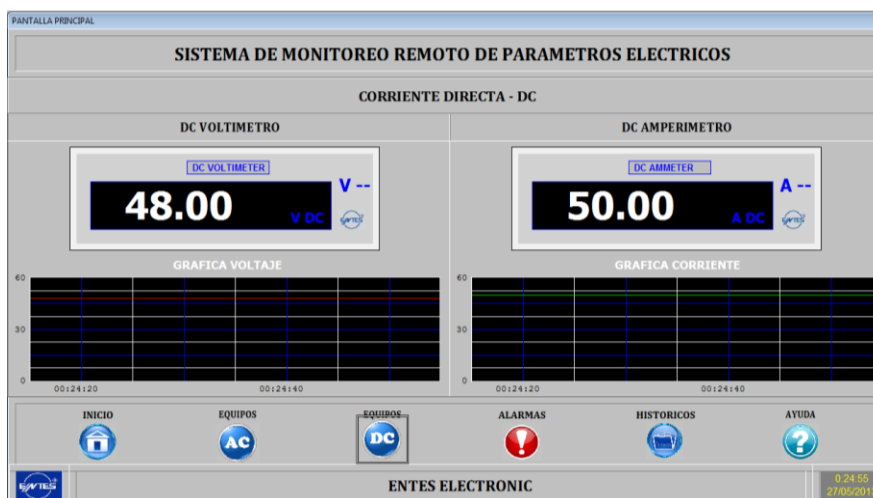 PANTALLA PRINCIPAL
SISTEMA DE MONITOREO REMOTO DE PARAMETROS ELECTRICOS
CORRIENTE DIRECTA - DC
DC VOLTIMETRO
DC AMPERIMETRO
DC VOLTIMETER
V --
48.00
V DC
ENTES
DC AMMETER
A --
50.00
A DC
ENTES
GRAFICA VOLTAJE
60
30
0
00:24:20
00:24:40
GRAFICA CORRIENTE
60
30
0
00:24:20
00:24:40
INICIO
EQUIPOS
AC
EQUIPOS
DC
ALARMAS
HISTORICOS
AYUDA
?
ENTES
ENTES ELECTRONIC
0:24:55